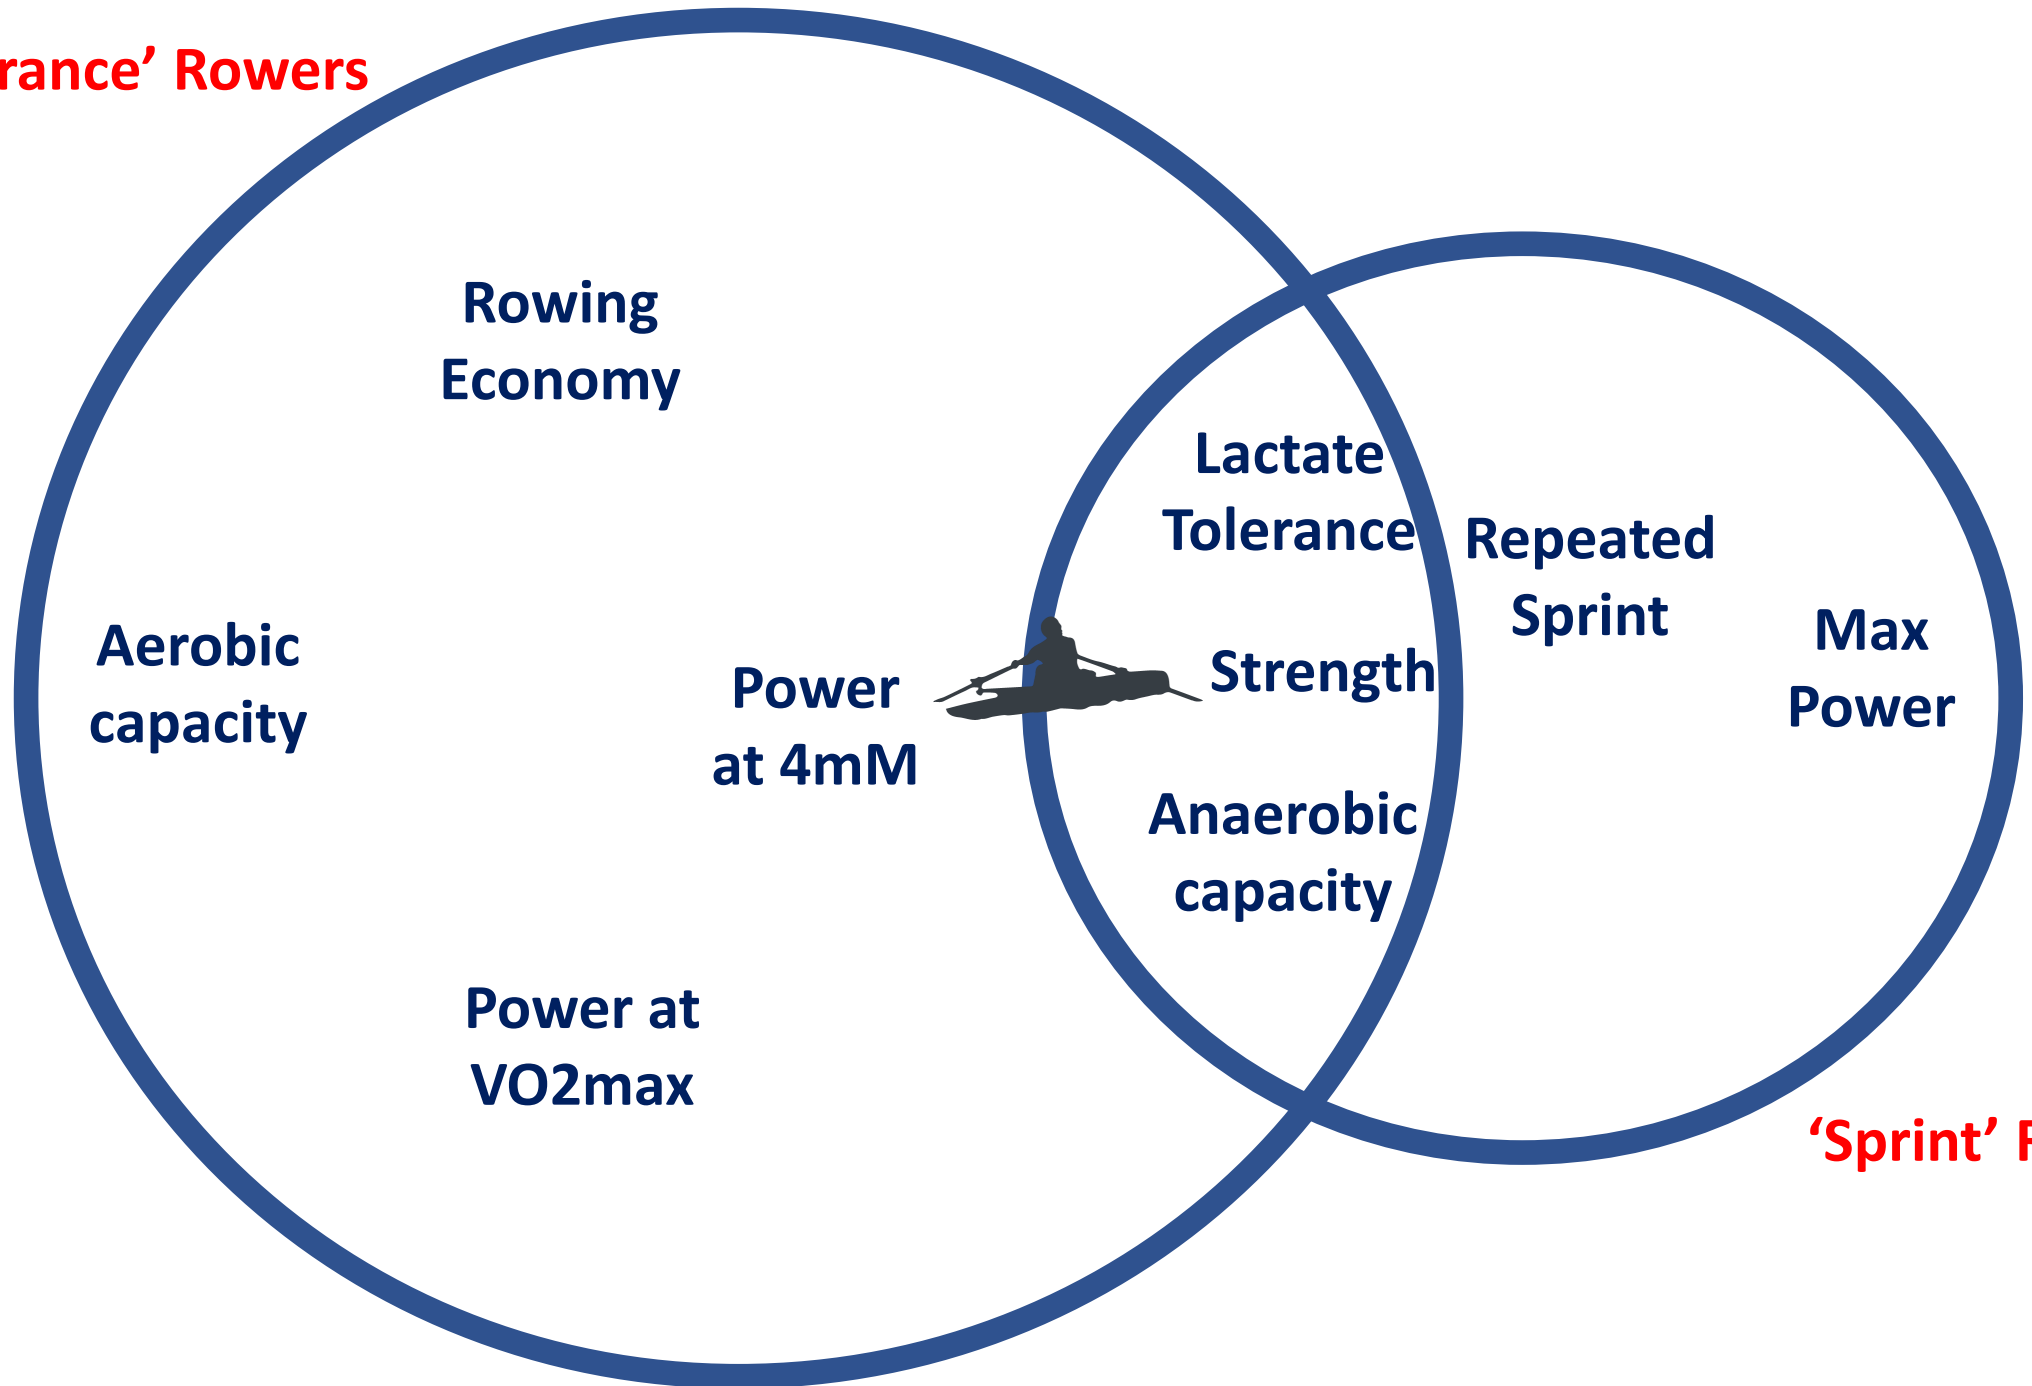 rance’ Rowers
Rowing
Economy
Aerobic
capacity
Power
at 4mM
Power at
VO2max
Lactate
Tolerance
Strength
Anaerobic
capacity
Repeated
Sprint
Max
Power
‘Sprint’